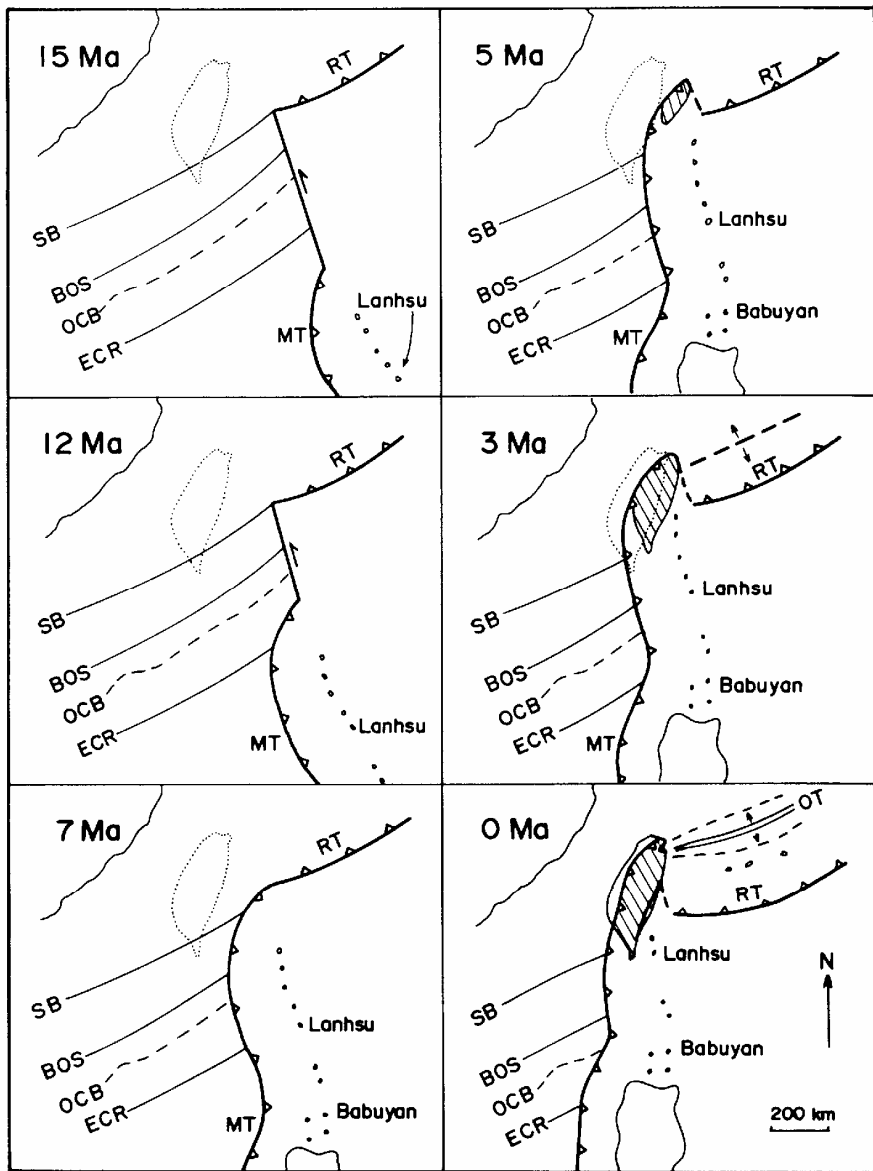 15 Ma
RT
SB
BOS
OCB
ECR
MT
Lanhsu
5 Ma
RT
SB
BOS
OCB
ECR
MT
Lanhsu
Babuyan
12 Ma
RT
SB
BOS
OCB
ECR
MT
Lanhsu
3 Ma
RT
SB
BOS
OCB
ECR
MT
Lanhsu
Babuyan
7 Ma
RT
SB
BOS
OCB
ECR
MT
Lanhsu
Babuyan
0 Ma
OT
RT
SB
BOS
OCB
ECR
Lanhsu
Babuyan
N
200 km